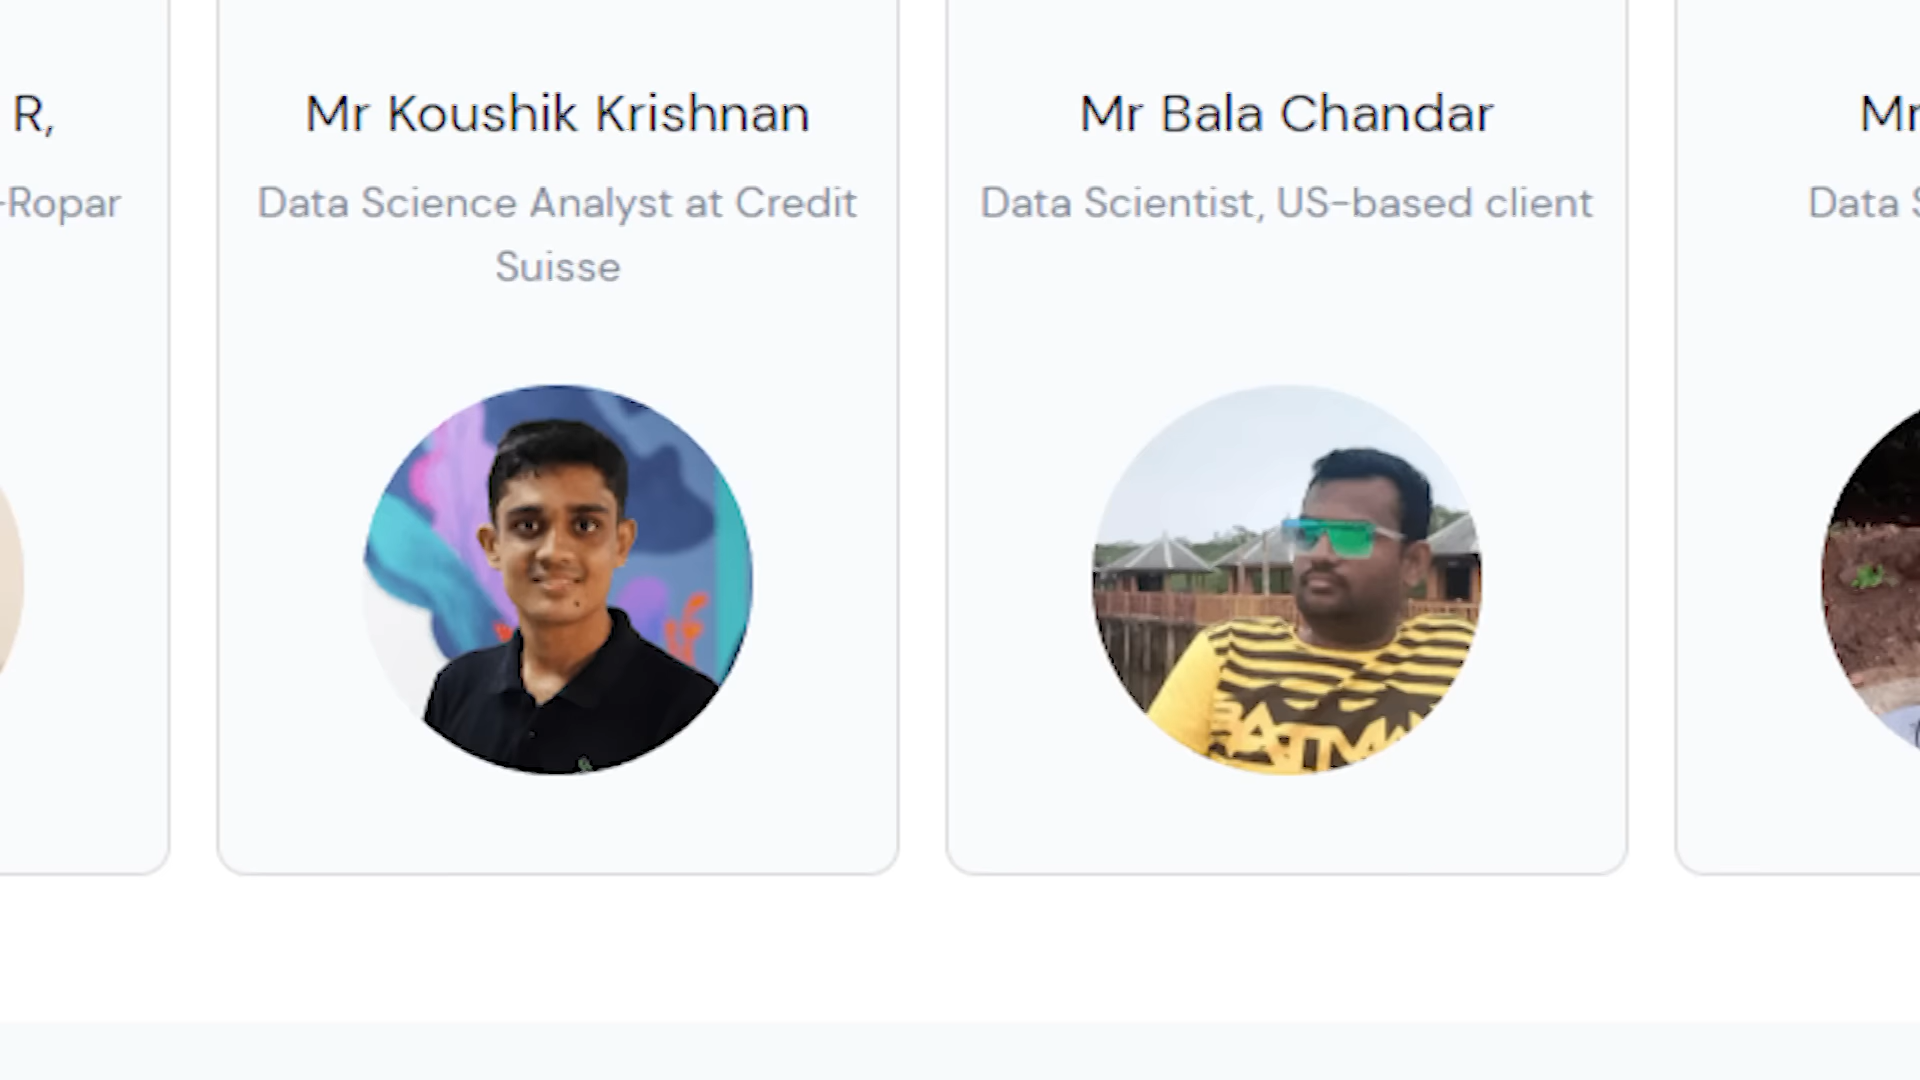 R,
-Ropar
Mr Koushik Krishnan
Data Science Analyst at Credit
Suisse
Mr Bala Chandar
Data Scientist, US-based client
Mr
Data S